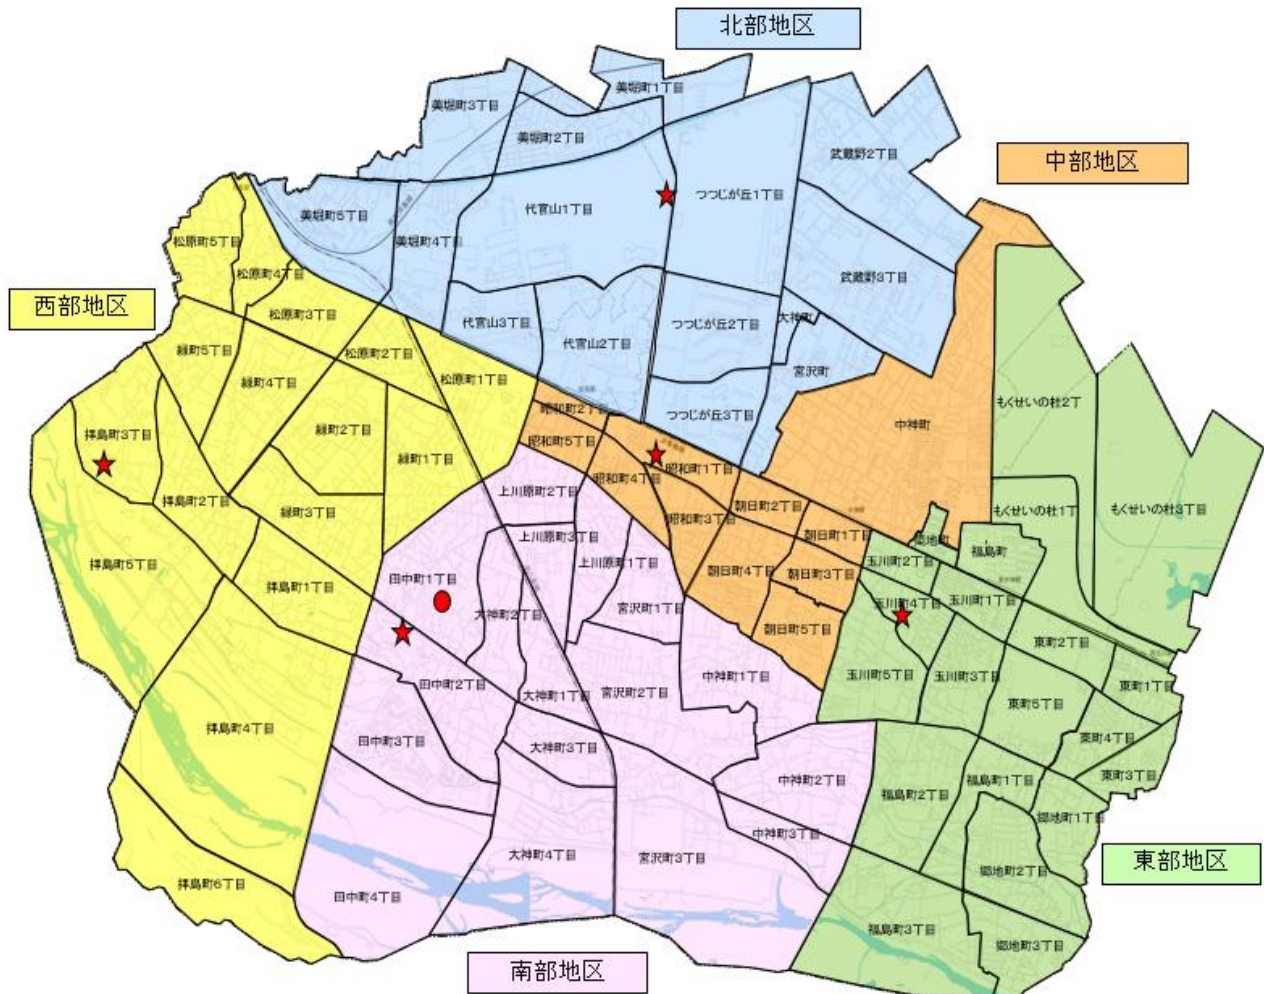 北部地区
美堀町1丁目
美堀町3丁目
美堀町2丁目
武蔵野2丁目
中部地区
つつじが丘1丁目
代官山1丁目
美堀町5丁目
美堀町4丁目
松原町5丁目
松原町4丁目
武蔵野3丁目
西部地区
松原町3丁目
代官山3丁目
つつじが丘2丁目
大神町
代官山2丁目
緑町5丁目
松原町2丁目
宮沢町
緑町4丁目
松原町1丁目
もくせいの杜2丁
昭和町2丁目
つつじが丘3丁目
中神町
緑町2丁目
拝島町3丁目
昭和町5丁目
緑町1丁目
昭和町1丁目
昭和町4丁目
上川原町2丁目
拝島町2丁目
朝日町2丁目
もくせいの杜1丁
もくせいの杜3丁目
緑町3丁目
昭和町3丁目
朝日町1丁目
築地町
上川原町3丁目
福島町
拝島町5丁目
上川原町1丁目
玉川町2丁目
朝日町4丁目
朝日町3丁目
田中町1丁目
拝島町1丁目
玉川町1丁目
玉川町4丁目
宮沢町1丁目
大神町2丁目
朝日町5丁目
東町2丁目
中神町1丁目
玉川町5丁目
玉川町3丁目
田中町2丁目
東町1丁目
宮沢町2丁目
大神町1丁目
東町5丁目
拝島町4丁目
東町4丁目
田中町3丁目
大神町3丁目
東町3丁目
中神町2丁目
福島町1丁目
福島町2丁目
郷地町1丁目
中神町3丁目
大神町4丁目
宮沢町3丁目
東部地区
郷地町2丁目
拝島町6丁目
田中町4丁目
福島町3丁目
郷地町3丁目
南部地区